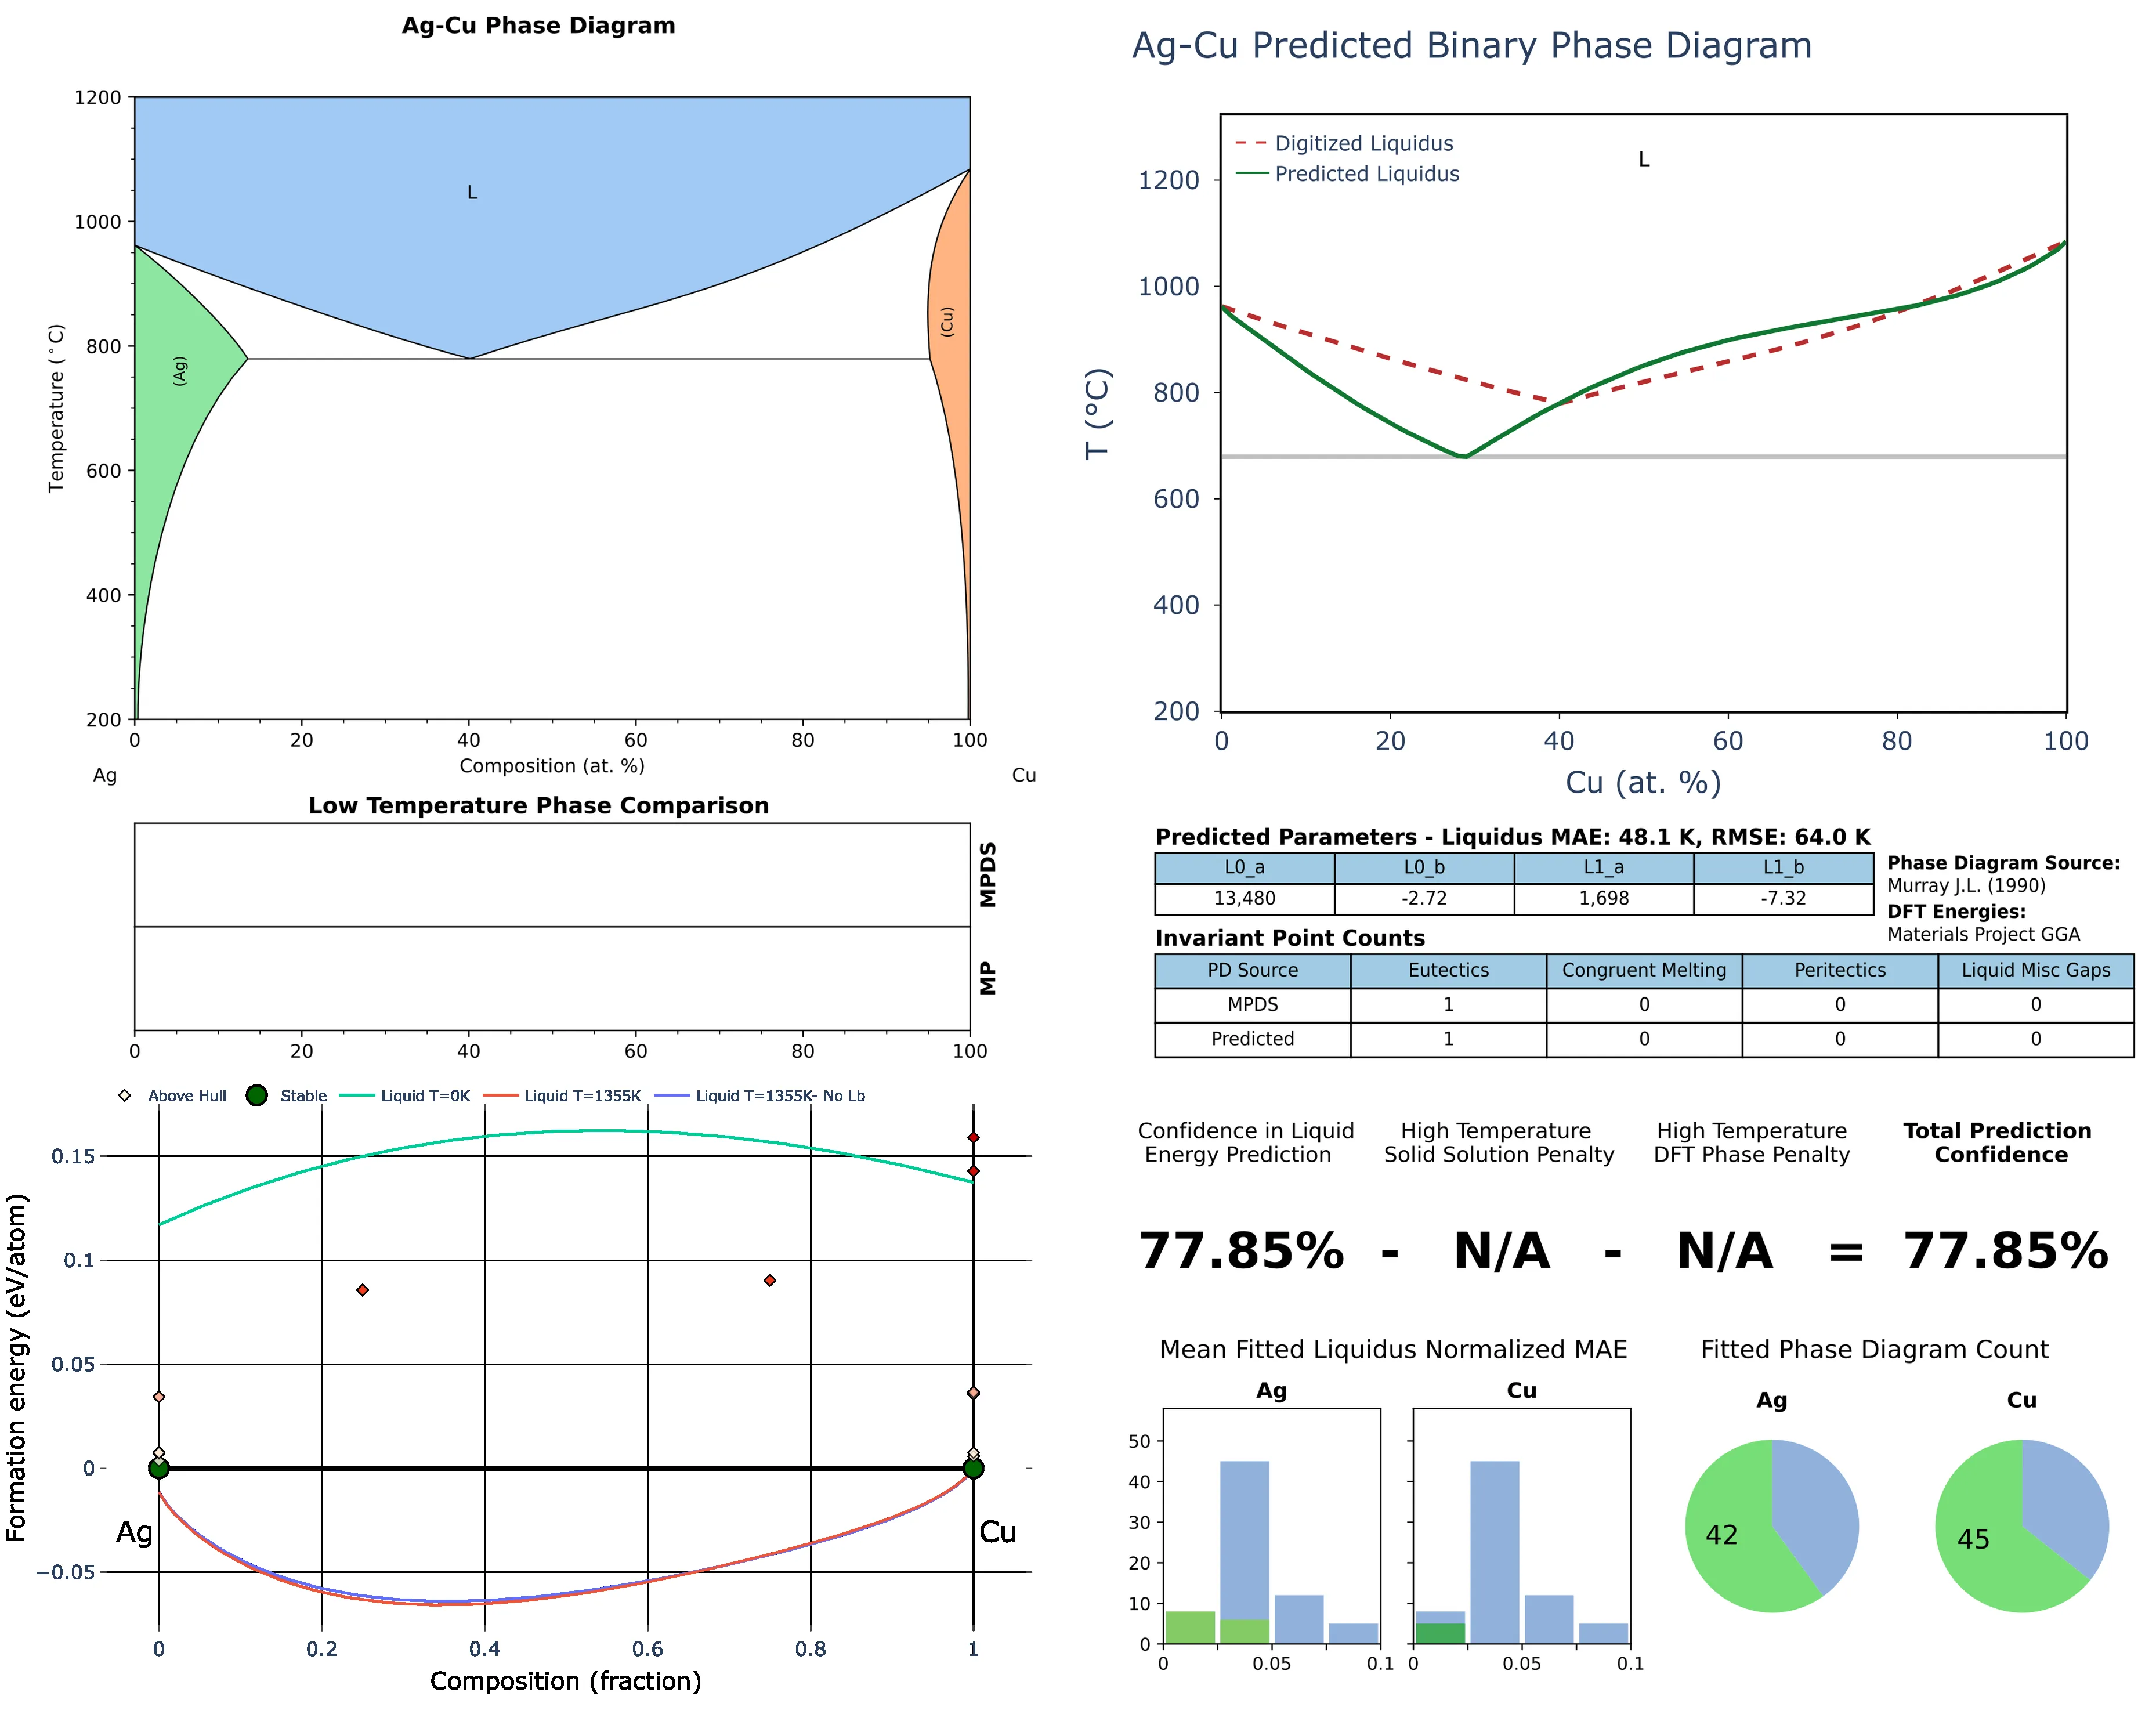 Ag-Cu Phase Diagram
1200
1000
800
600
400
200
Temperature (°C)
L
(Ag)
(Cu)
0 20 40 60 80 100
Composition (at. %)
Ag Cu
Low Temperature Phase Comparison
MPDS
MP
0 20 40 60 80 100
Above Hull Stable Liquid T=0K Liquid T=1355K Liquid T=1355K- No Lb
0.15
0.1
0.05
0
−0.05
Formation energy (eV/atom)
Ag Cu
0 0.2 0.4 0.6 0.8 1
Composition (fraction)
Ag-Cu Predicted Binary Phase Diagram
Digitized Liquidus
Predicted Liquidus
L
1200
1000
800
600
400
200
T (°C)
0 20 40 60 80 100
Cu (at. %)
Predicted Parameters - Liquidus MAE: 48.1 K, RMSE: 64.0 K
L0_a L0_b L1_a L1_b
13,480 -2.72 1,698 -7.32
Phase Diagram Source:
Murray J.L. (1990)
DFT Energies:
Materials Project GGA
Invariant Point Counts
PD Source Eutectics Congruent Melting Peritectics Liquid Misc Gaps
MPDS 1 0 0 0
Predicted 1 0 0 0
Confidence in Liquid
Energy Prediction
High Temperature
Solid Solution Penalty
High Temperature
DFT Phase Penalty
Total Prediction
Confidence
77.85% - N/A - N/A = 77.85%
Mean Fitted Liquidus Normalized MAE
Ag Cu
50
40
30
20
10
0
0 0.05 0.1 0 0.05 0.1
Fitted Phase Diagram Count
Ag Cu
42 45